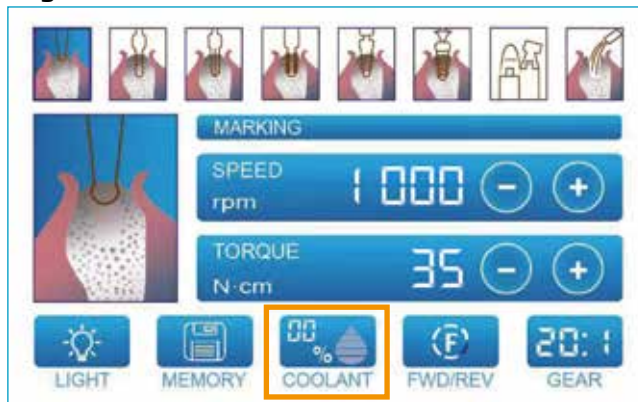 MARKING
SPEED
rpm
1000
- +
TORQUE
N·cm
35
- +
00
%
F
20:1
LIGHT MEMORY COOLANT FWD/REV GEAR